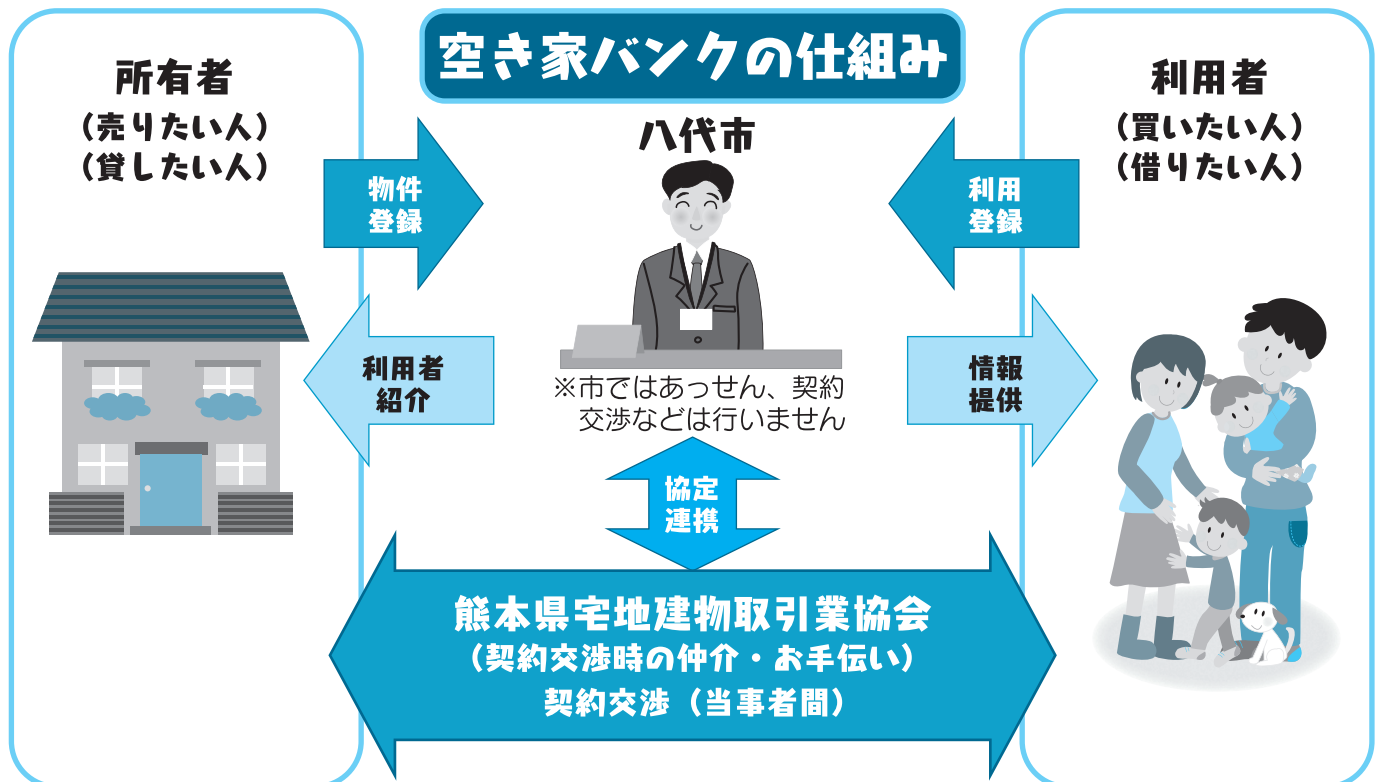 空き家バンクの仕組み
所有者
(売りたい人)
(貸したい人)
八代市
利用者
(買いたい人)
(借りたい人)
物件
登録
利用
登録
利用者
紹介
情報
提供
※市ではあっせん、契約
交渉などは行いません
協定
連携
熊本県宅地建物取引業協会
(契約交渉時の仲介・お手伝い)
契約交渉(当事者間)